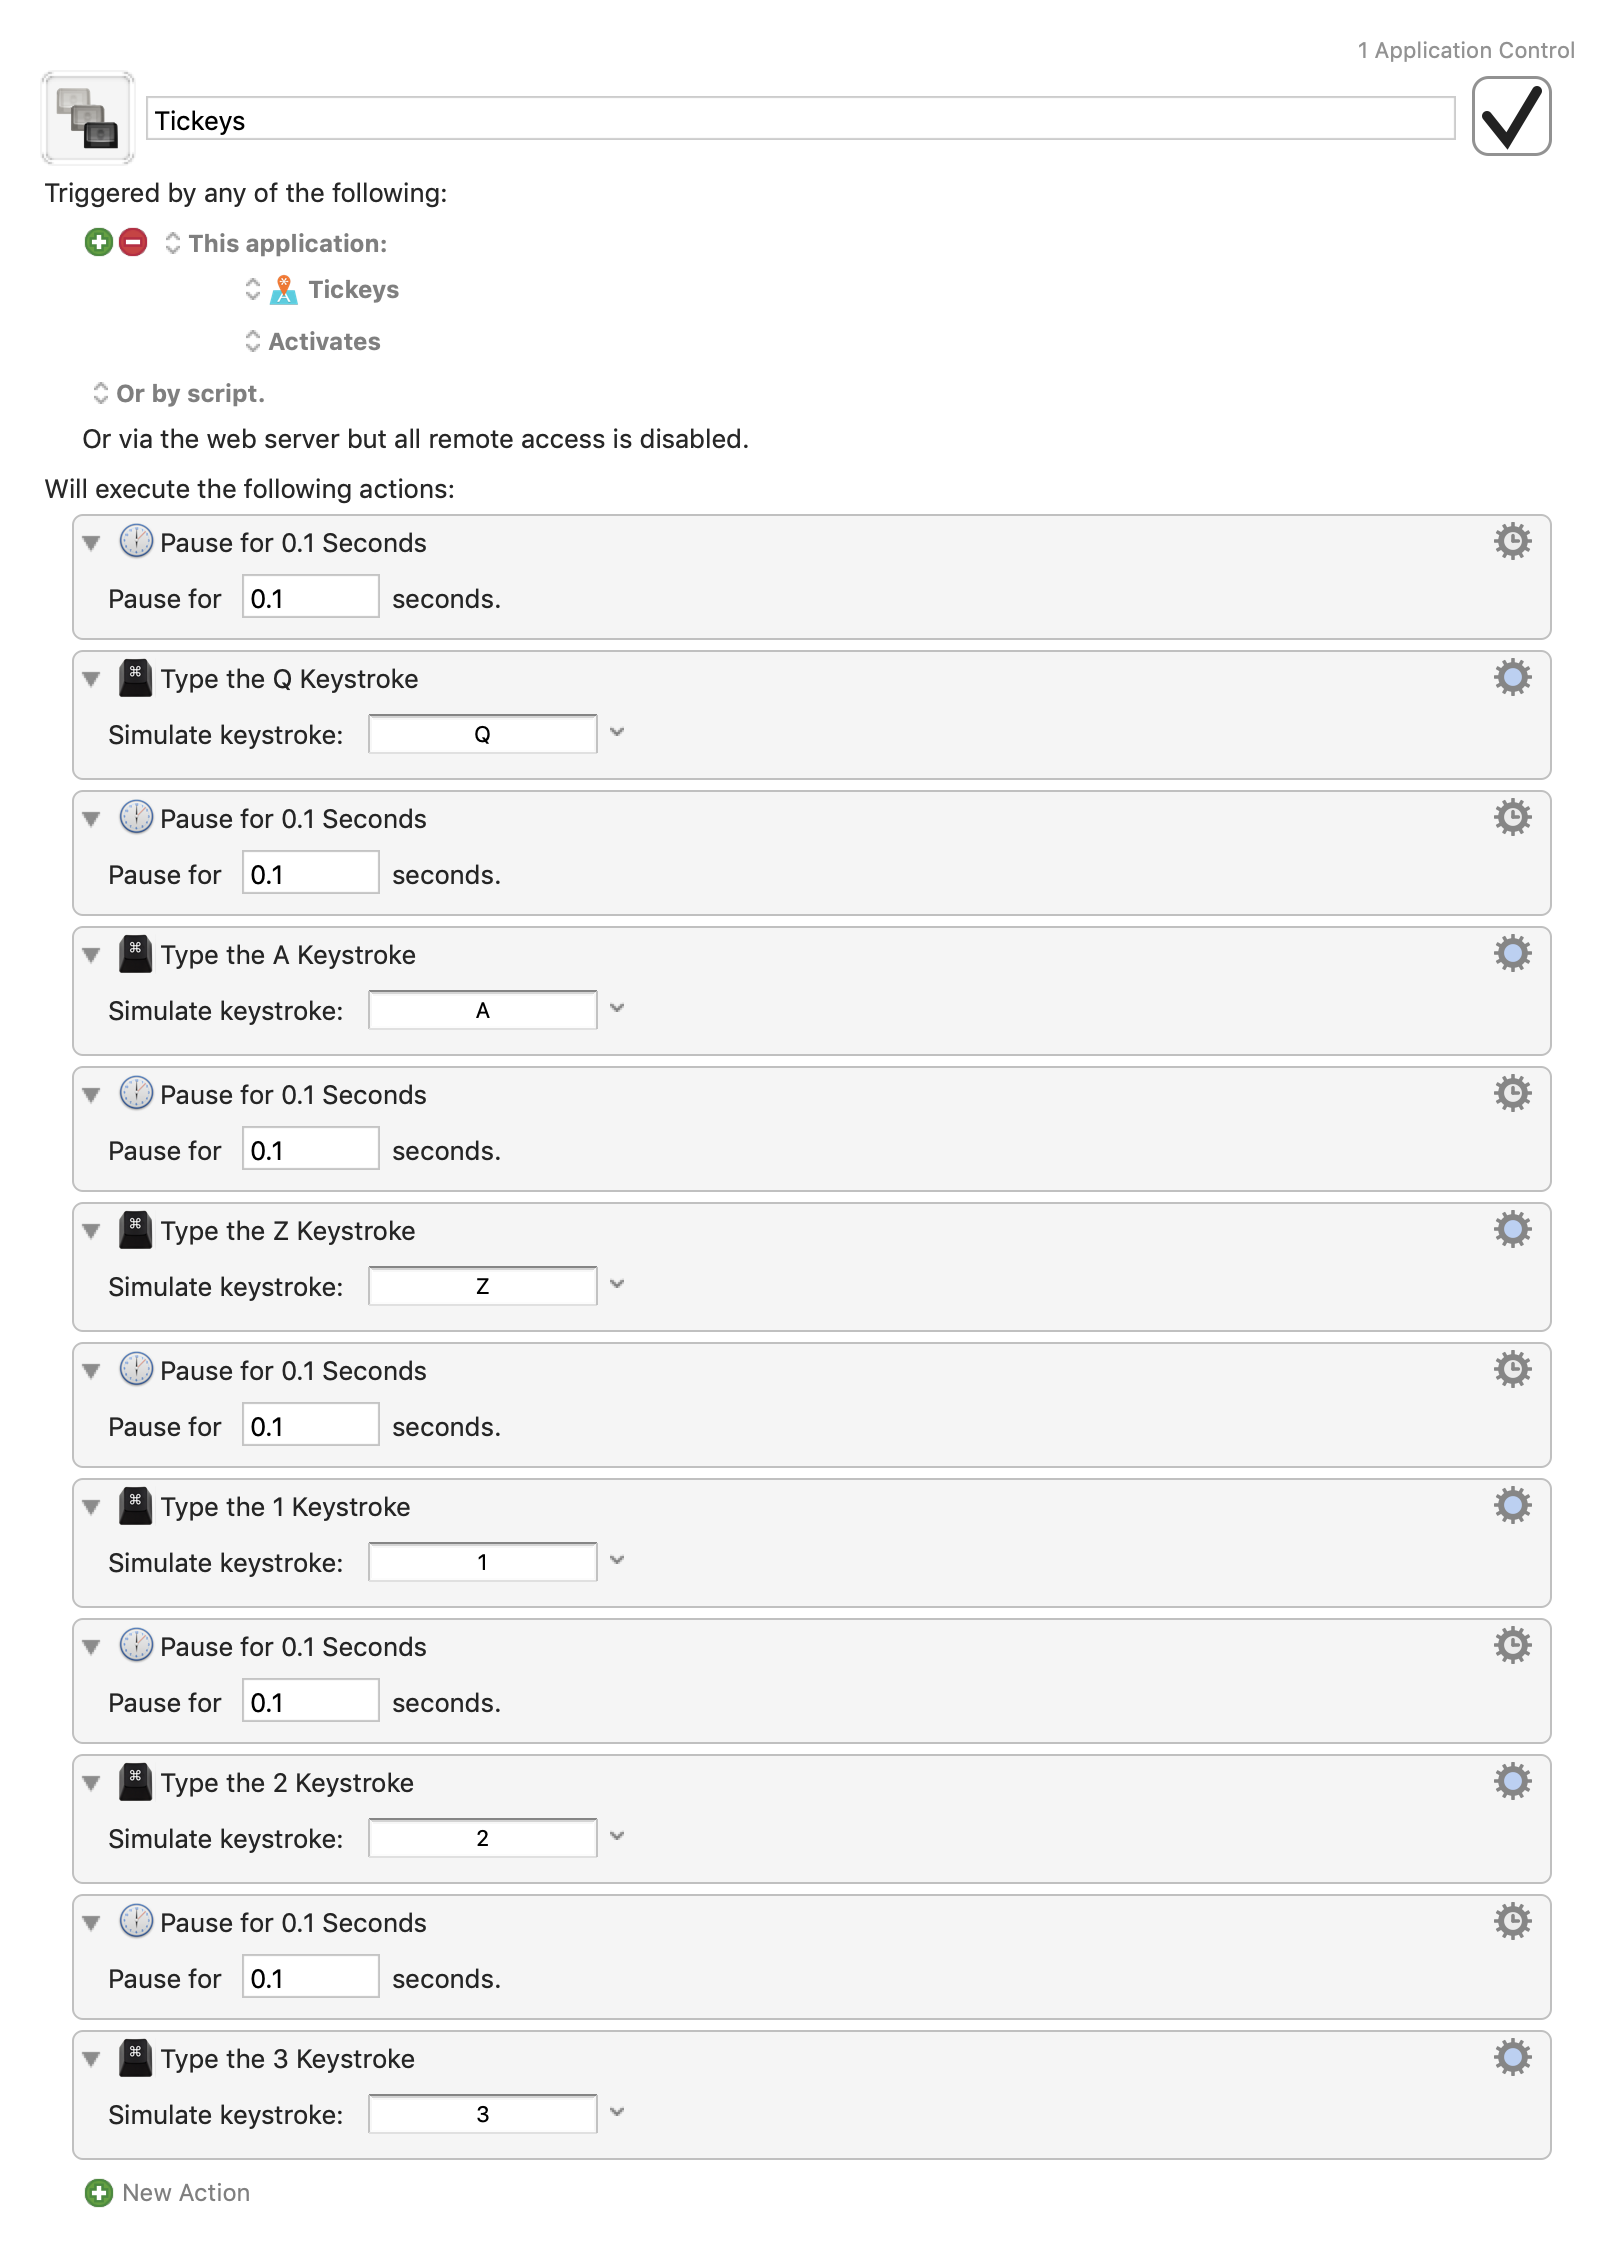 1 Application Control
Tickeys
Triggered by any of the following:
This application:
Tickeys
Activates
Or by script.
Or via the web server but all remote access is disabled.
Will execute the following actions:
Pause for 0.1 Seconds
Pause for 0.1 seconds.
⌘ Type the Q Keystroke
Simulate keystroke: Q
Pause for 0.1 Seconds
Pause for 0.1 seconds.
⌘ Type the A Keystroke
Simulate keystroke: A
Pause for 0.1 Seconds
Pause for 0.1 seconds.
⌘ Type the Z Keystroke
Simulate keystroke: Z
Pause for 0.1 Seconds
Pause for 0.1 seconds.
⌘ Type the 1 Keystroke
Simulate keystroke: 1
Pause for 0.1 Seconds
Pause for 0.1 seconds.
⌘ Type the 2 Keystroke
Simulate keystroke: 2
Pause for 0.1 Seconds
Pause for 0.1 seconds.
⌘ Type the 3 Keystroke
Simulate keystroke: 3
New Action